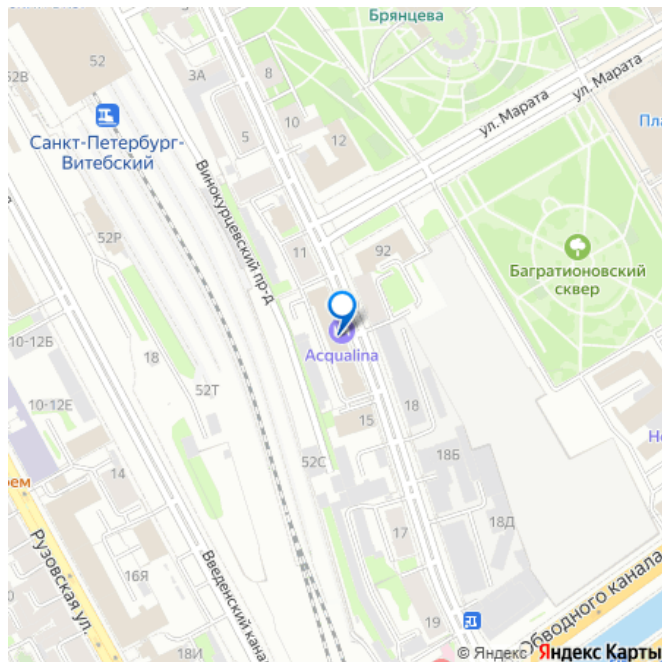 Брянцева
52
52В
3А
8
ул. Марата
ул. Марата
10
Санкт-Петербург-
Витебский
5
12
Винокурцевский пр-д
52Р
11
92
Багратионовский
сквер
10-12Б
18
Acqualina
52Т
10-12Е
15
18
52С
18Б
14
Рузовская ул.
18Д
17
16Я
Введенский кана
19
18И
Обводного канала
© Яндекс Яндекс Карты